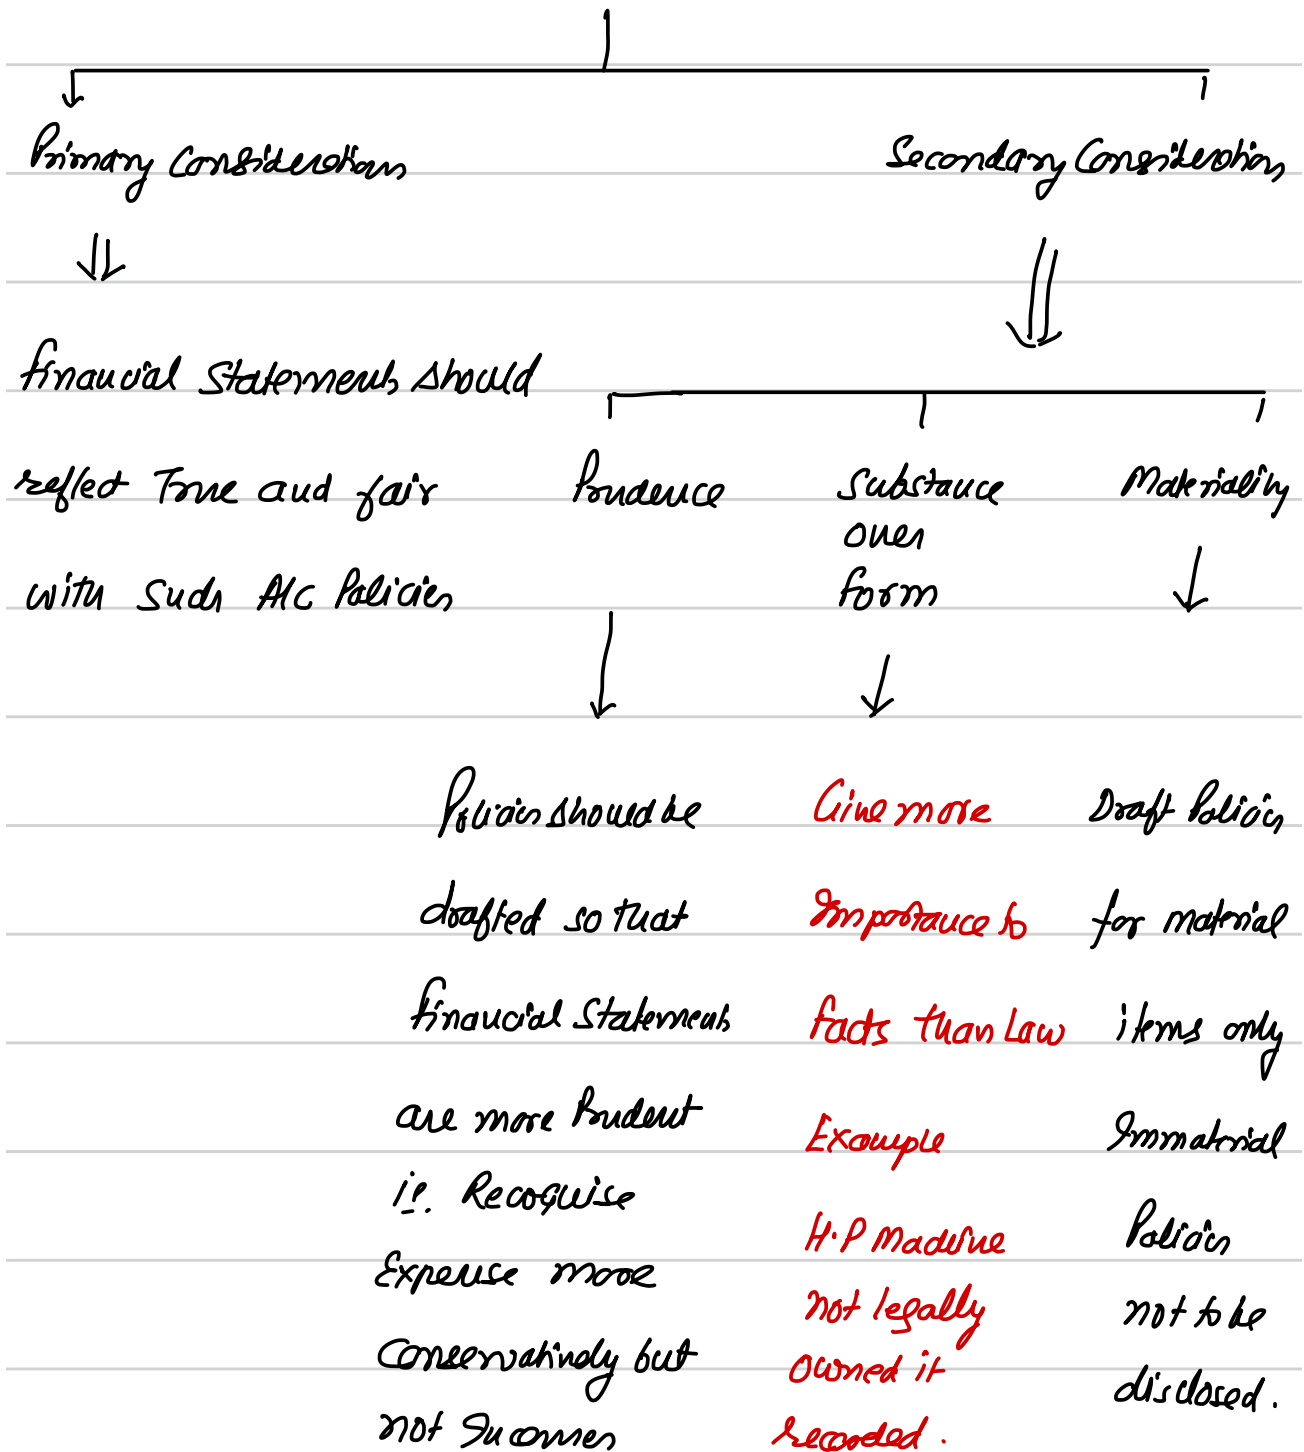 Primary Considerations
Secondary Considerations
Financial Statements should
reflect True and fair
with such A/c Policies
Prudence
Substance
over
form
Materiality
Policies should be
drafted so that
financial Statements
are more Prudent
i.e. Recognise
Expense more
Conservatively but
not Incomes
Give more
Importance to
facts than Law
Example
H.P Machine
not legally
owned it
recorded.
Draft Policies
for material
items only
Immaterial
Policies
not to be
disclosed.